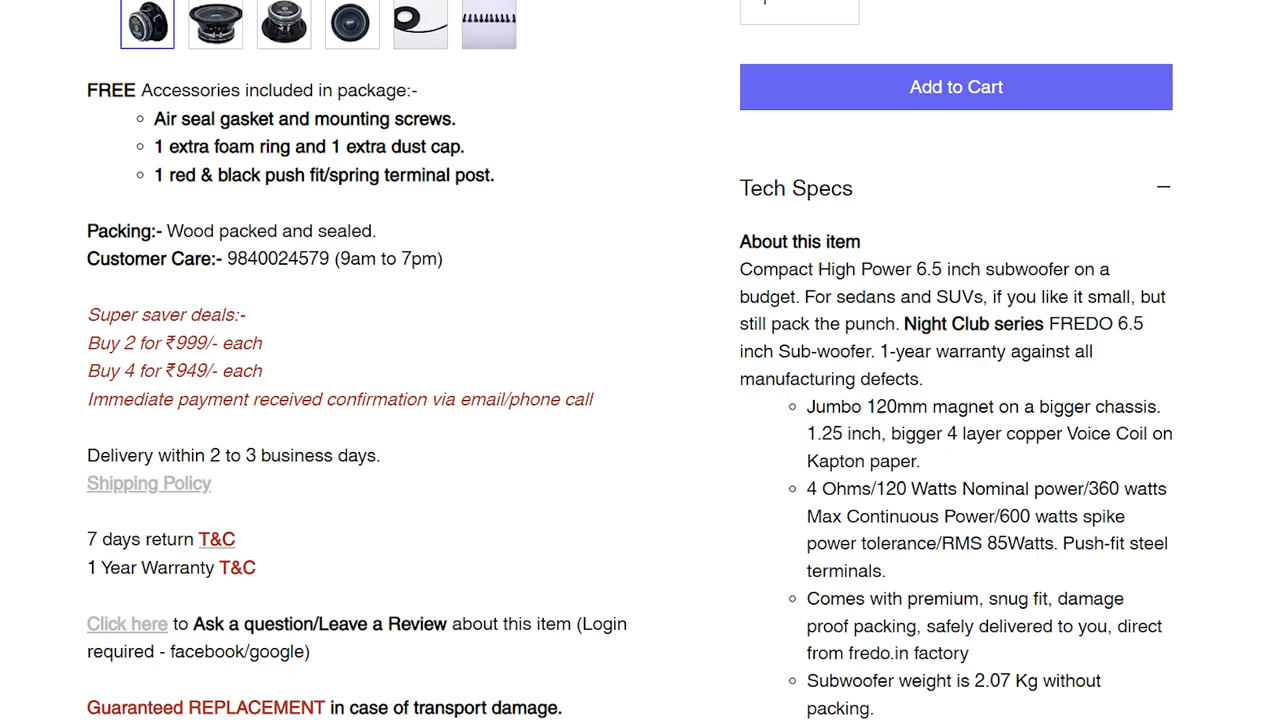 FREE Accessories included in package:-
Air seal gasket and mounting screws.
1 extra foam ring and 1 extra dust cap.
1 red & black push fit/spring terminal post.
Packing:- Wood packed and sealed.
Customer Care:- 9840024579 (9am to 7pm)
Super saver deals:-
Buy 2 for ₹999/- each
Buy 4 for ₹949/- each
Immediate payment received confirmation via email/phone call
Delivery within 2 to 3 business days.
Shipping Policy
7 days return T&C
1 Year Warranty T&C
Click here to Ask a question/Leave a Review about this item (Login
required - facebook/google)
Guaranteed REPLACEMENT in case of transport damage.
Add to Cart
Tech Specs
About this item
Compact High Power 6.5 inch subwoofer on a
budget. For sedans and SUVs, if you like it small, but
still pack the punch. Night Club series FREDO 6.5
inch Sub-woofer. 1-year warranty against all
manufacturing defects.
Jumbo 120mm magnet on a bigger chassis.
1.25 inch, bigger 4 layer copper Voice Coil on
Kapton paper.
4 Ohms/120 Watts Nominal power/360 watts
Max Continuous Power/600 watts spike
power tolerance/RMS 85Watts. Push-fit steel
terminals.
Comes with premium, snug fit, damage
proof packing, safely delivered to you, direct
from fredo.in factory
Subwoofer weight is 2.07 Kg without
packing.